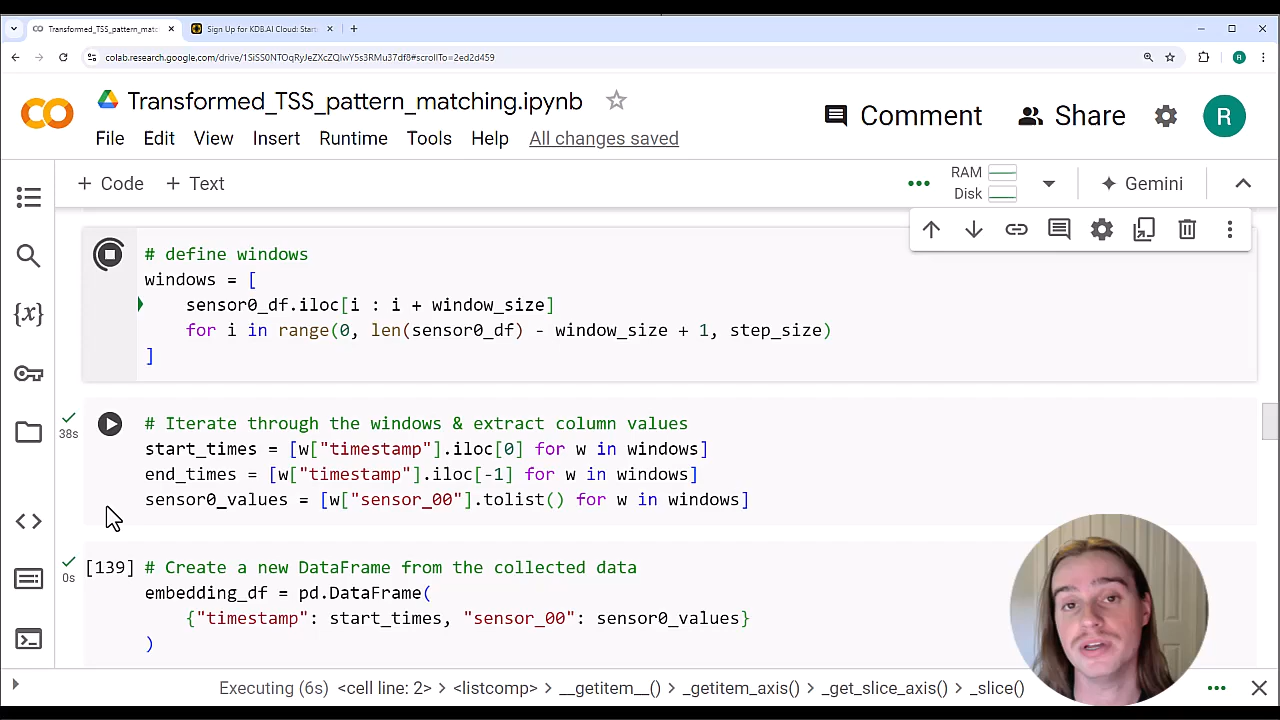 Transformed_TSS_pattern_matc
Sign Up for KDB.AI Cloud: Start
colab.research.google.com/drive/1SiSS0NTOqRyJeZXcZQlwY5s3RMu37df8#scrollTo=2ed2d459
R
Transformed_TSS_pattern_matching.ipynb
File Edit View Insert Runtime Tools Help All changes saved
Comment
Share
R
+ Code + Text
RAM
Disk
Gemini
# define windows
windows = [
sensor0_df.iloc[i : i + window_size]
for i in range(0, len(sensor0_df) - window_size + 1, step_size)
]
38s
# Iterate through the windows & extract column values
start_times = [w["timestamp"].iloc[0] for w in windows]
end_times = [w["timestamp"].iloc[-1] for w in windows]
sensor0_values = [w["sensor_00"].tolist() for w in windows]
0s
[139]
# Create a new DataFrame from the collected data
embedding_df = pd.DataFrame(
{"timestamp": start_times, "sensor_00": sensor0_values}
)
Executing (6s) <cell line: 2> > <listcomp> > __getitem__() > _getitem_axis() > _get_slice_axis() > _slice()